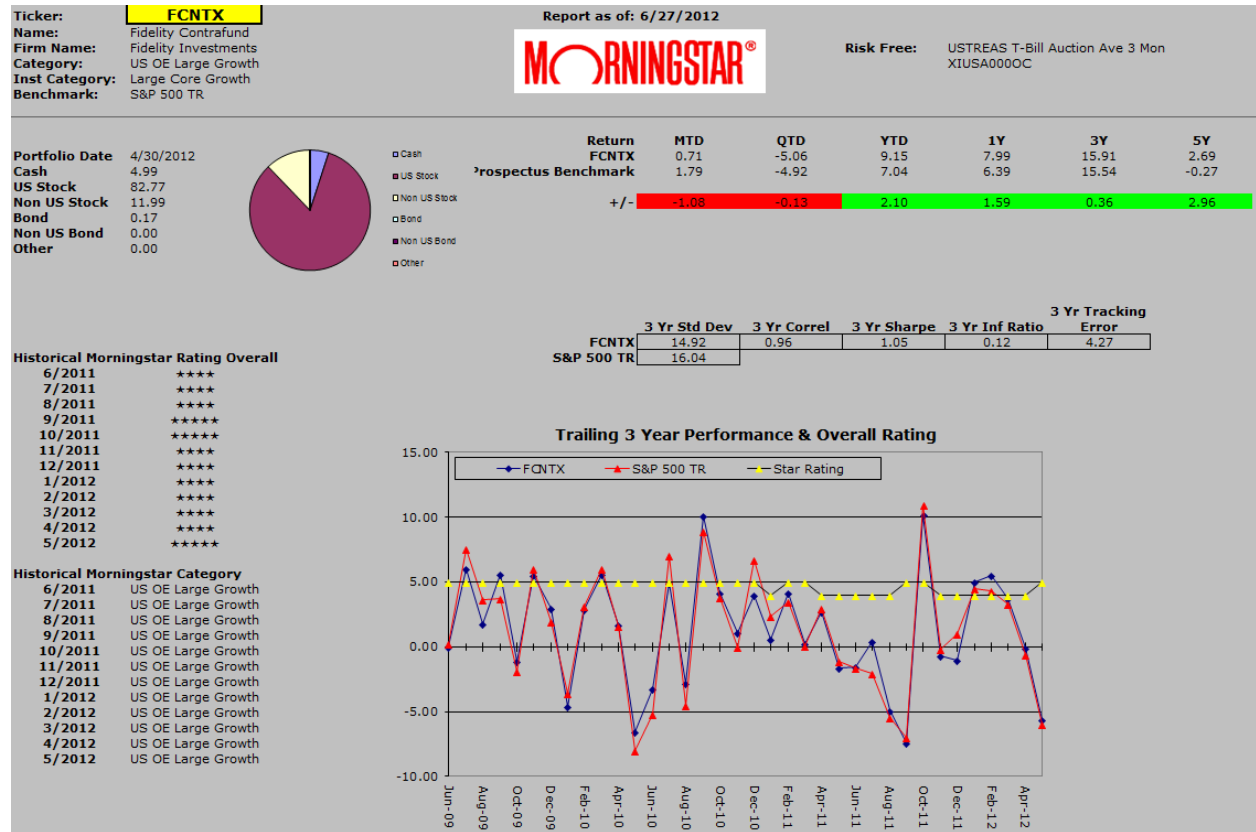 Ticker: FCNTX Report as of: 6/27/2012
Name: Fidelity Contrafund
Firm Name: Fidelity Investments
Category: US OE Large Growth
Inst Category: Large Core Growth
Benchmark: S&P 500 TR
MORNINGSTAR®
Risk Free: USTREAS T-Bill Auction Ave 3 Mon
XIUSA000OC
Portfolio Date 4/30/2012
Cash 4.99
US Stock 82.77
Non US Stock 11.99
Bond 0.17
Non US Bond 0.00
Other 0.00
Cash
US Stock
Non US Stock
Bond
Non US Bond
Other
Return MTD QTD YTD 1Y 3Y 5Y
FCNTX 0.71 -5.06 9.15 7.99 15.91 2.69
Prospectus Benchmark 1.79 -4.92 7.04 6.39 15.54 -0.27
+/- -1.08 -0.13 2.10 1.59 0.36 2.96
3 Yr Std Dev 3 Yr Correl 3 Yr Sharpe 3 Yr Inf Ratio 3 Yr Tracking Error
FCNTX 14.92 0.96 1.05 0.12 4.27
S&P 500 TR 16.04
Historical Morningstar Rating Overall
6/2011 ★★★★
7/2011 ★★★★
8/2011 ★★★★
9/2011 ★★★★★
10/2011 ★★★★★
11/2011 ★★★★
12/2011 ★★★★
1/2012 ★★★★
2/2012 ★★★★
3/2012 ★★★★
4/2012 ★★★★
5/2012 ★★★★★
Historical Morningstar Category
6/2011 US OE Large Growth
7/2011 US OE Large Growth
8/2011 US OE Large Growth
9/2011 US OE Large Growth
10/2011 US OE Large Growth
11/2011 US OE Large Growth
12/2011 US OE Large Growth
1/2012 US OE Large Growth
2/2012 US OE Large Growth
3/2012 US OE Large Growth
4/2012 US OE Large Growth
5/2012 US OE Large Growth
Trailing 3 Year Performance & Overall Rating
FCNTX S&P 500 TR Star Rating
15.00
10.00
5.00
0.00
-5.00
-10.00
Jun-09 Aug-09 Oct-09 Dec-09 Feb-10 Apr-10 Jun-10 Aug-10 Oct-10 Dec-10 Feb-11 Apr-11 Jun-11 Aug-11 Oct-11 Dec-11 Feb-12 Apr-12